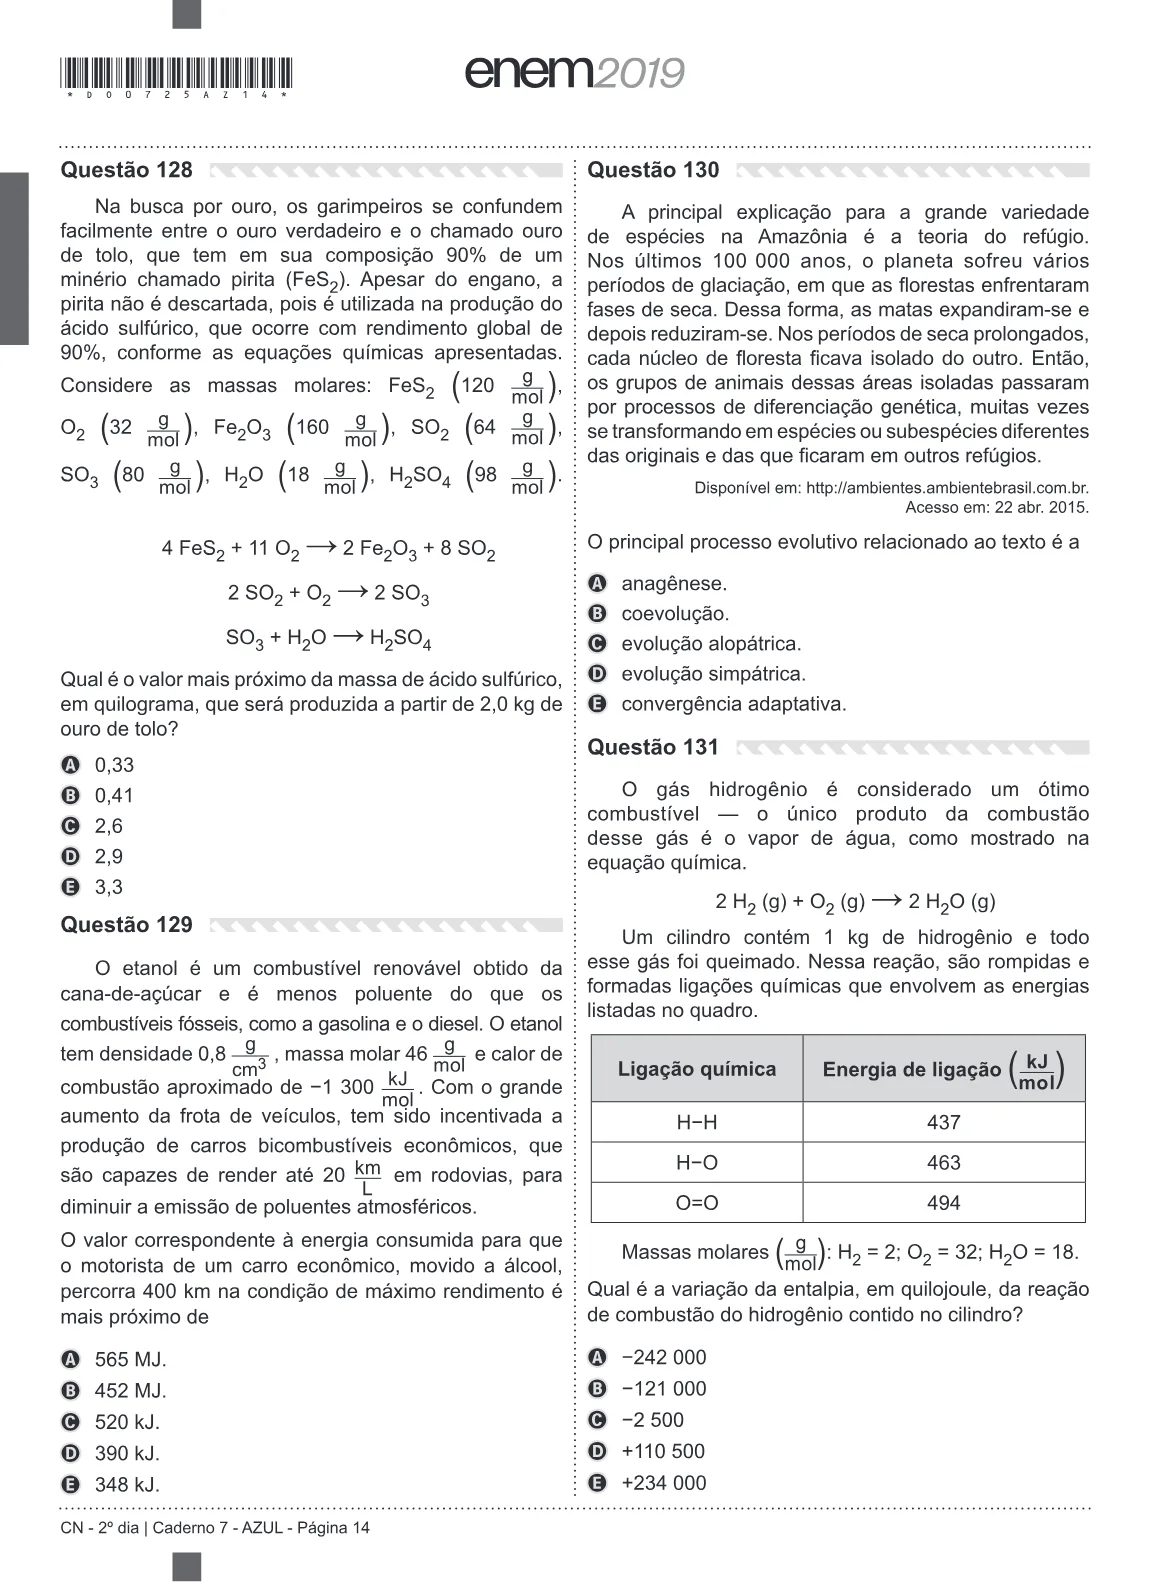 *D00725AZ14*
enem2019
Questão 128
Na busca por ouro, os garimpeiros se confundem
facilmente entre o ouro verdadeiro e o chamado ouro
de tolo, que tem em sua composição 90% de um
minério chamado pirita (FeS2). Apesar do engano, a
pirita não é descartada, pois é utilizada na produção do
ácido sulfúrico, que ocorre com rendimento global de
90%, conforme as equações químicas apresentadas.
Considere as massas molares: FeS2 (120 g/mol),
O2 (32 g/mol), Fe2O3 (160 g/mol), SO2 (64 g/mol),
SO3 (80 g/mol), H2O (18 g/mol), H2SO4 (98 g/mol).
4 FeS2 + 11 O2 → 2 Fe2O3 + 8 SO2
2 SO2 + O2 → 2 SO3
SO3 + H2O → H2SO4
Qual é o valor mais próximo da massa de ácido sulfúrico,
em quilograma, que será produzida a partir de 2,0 kg de
ouro de tolo?
A 0,33
B 0,41
C 2,6
D 2,9
E 3,3
Questão 129
O etanol é um combustível renovável obtido da
cana-de-açúcar e é menos poluente do que os
combustíveis fósseis, como a gasolina e o diesel. O etanol
tem densidade 0,8 g/cm3, massa molar 46 g/mol e calor de
combustão aproximado de −1 300 kJ/mol. Com o grande
aumento da frota de veículos, tem sido incentivada a
produção de carros bicombustíveis econômicos, que
são capazes de render até 20 km/L em rodovias, para
diminuir a emissão de poluentes atmosféricos.
O valor correspondente à energia consumida para que
o motorista de um carro econômico, movido a álcool,
percorra 400 km na condição de máximo rendimento é
mais próximo de
A 565 MJ.
B 452 MJ.
C 520 kJ.
D 390 kJ.
E 348 kJ.
Questão 130
A principal explicação para a grande variedade
de espécies na Amazônia é a teoria do refúgio.
Nos últimos 100 000 anos, o planeta sofreu vários
períodos de glaciação, em que as florestas enfrentaram
fases de seca. Dessa forma, as matas expandiram-se e
depois reduziram-se. Nos períodos de seca prolongados,
cada núcleo de floresta ficava isolado do outro. Então,
os grupos de animais dessas áreas isoladas passaram
por processos de diferenciação genética, muitas vezes
se transformando em espécies ou subespécies diferentes
das originais e das que ficaram em outros refúgios.
Disponível em: http://ambientes.ambientebrasil.com.br.
Acesso em: 22 abr. 2015.
O principal processo evolutivo relacionado ao texto é a
A anagênese.
B coevolução.
C evolução alopátrica.
D evolução simpátrica.
E convergência adaptativa.
Questão 131
O gás hidrogênio é considerado um ótimo
combustível — o único produto da combustão
desse gás é o vapor de água, como mostrado na
equação química.
2 H2 (g) + O2 (g) → 2 H2O (g)
Um cilindro contém 1 kg de hidrogênio e todo
esse gás foi queimado. Nessa reação, são rompidas e
formadas ligações químicas que envolvem as energias
listadas no quadro.
Ligação química Energia de ligação (kJ/mol)
H−H 437
H−O 463
O=O 494
Massas molares (g/mol): H2 = 2; O2 = 32; H2O = 18.
Qual é a variação da entalpia, em quilojoule, da reação
de combustão do hidrogênio contido no cilindro?
A −242 000
B −121 000
C −2 500
D +110 500
E +234 000
CN - 2º dia | Caderno 7 - AZUL - Página 14